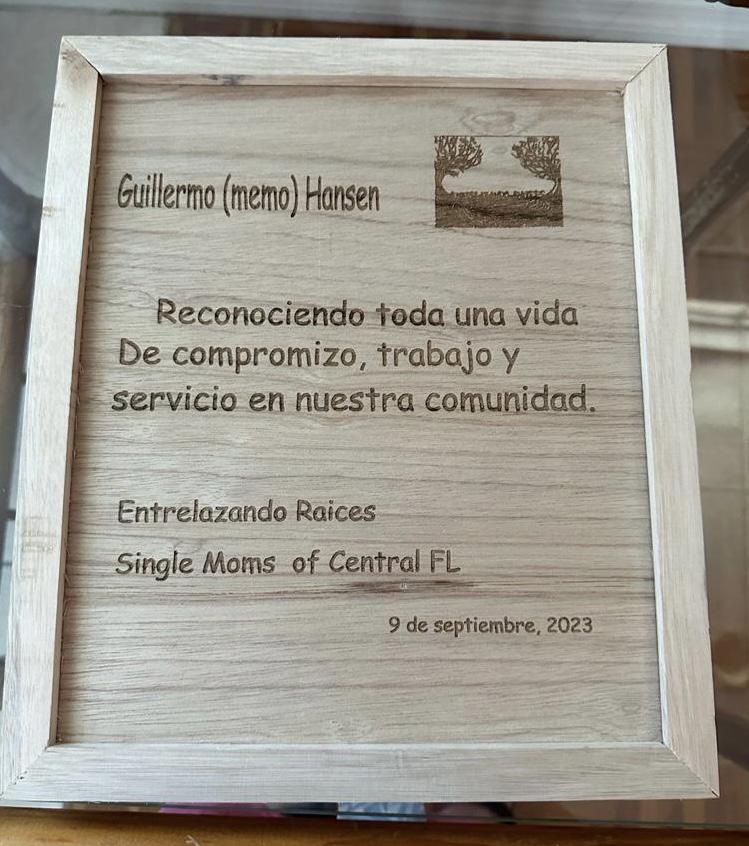 Guillermo (memo) Hansen
Reconociendo toda una vida
De compromizo, trabajo y
servicio en nuestra comunidad.
Entrelazando Raices
Single Moms of Central FL
9 de septiembre, 2023